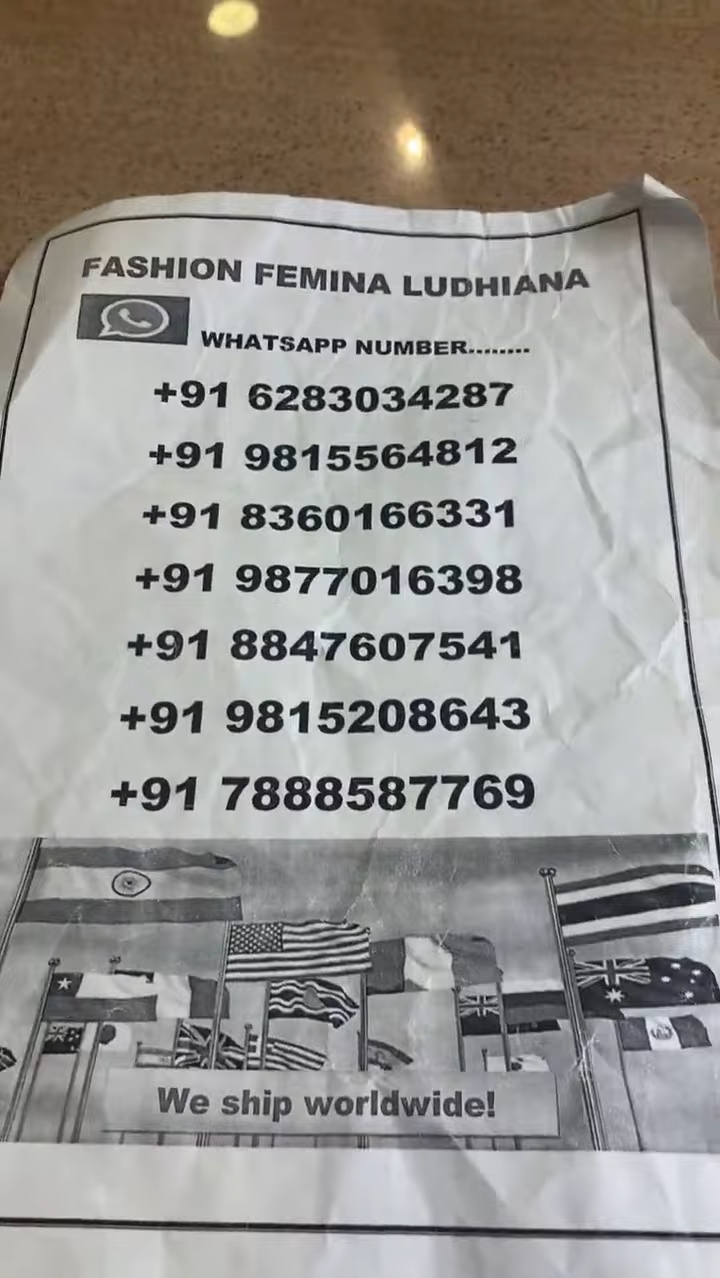 FASHION FEMINA LUDHIANA
WHATSAPP NUMBER........
+91 6283034287
+91 9815564812
+91 8360166331
+91 9877016398
+91 8847607541
+91 9815208643
+91 7888587769
We ship worldwide!